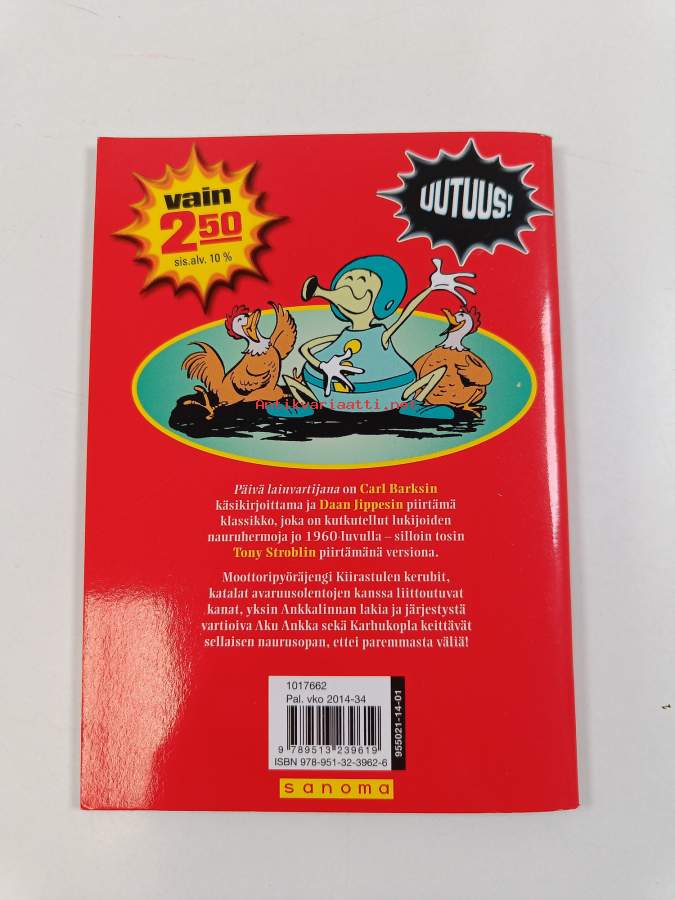 vain
2 50
sis.alv. 10 %
UUTUUS!
Antikvariaatti.net
Päivä lainvartijana on Carl Barksin
käsikirjoittama ja Daan Jippesin piirtämä
klassikko, joka on kutkutellut lukijoiden
nauruhermoja jo 1960-luvulla – silloin tosin
Tony Stroblin piirtämänä versiona.
Moottoripyöräjengi Kiirastulen kerubit,
katalat avaruusolentojen kanssa liittoutuvat
kanat, yksin Ankkalinnan lakia ja järjestystä
vartioiva Aku Ankka sekä Karhukopla keittävät
sellaisen naurusopan, ettei paremmasta väliä!
1017662
Pal. vko 2014-34
9 789513 239619
ISBN 978-951-32-3962-6
955021-14-01
sanoma